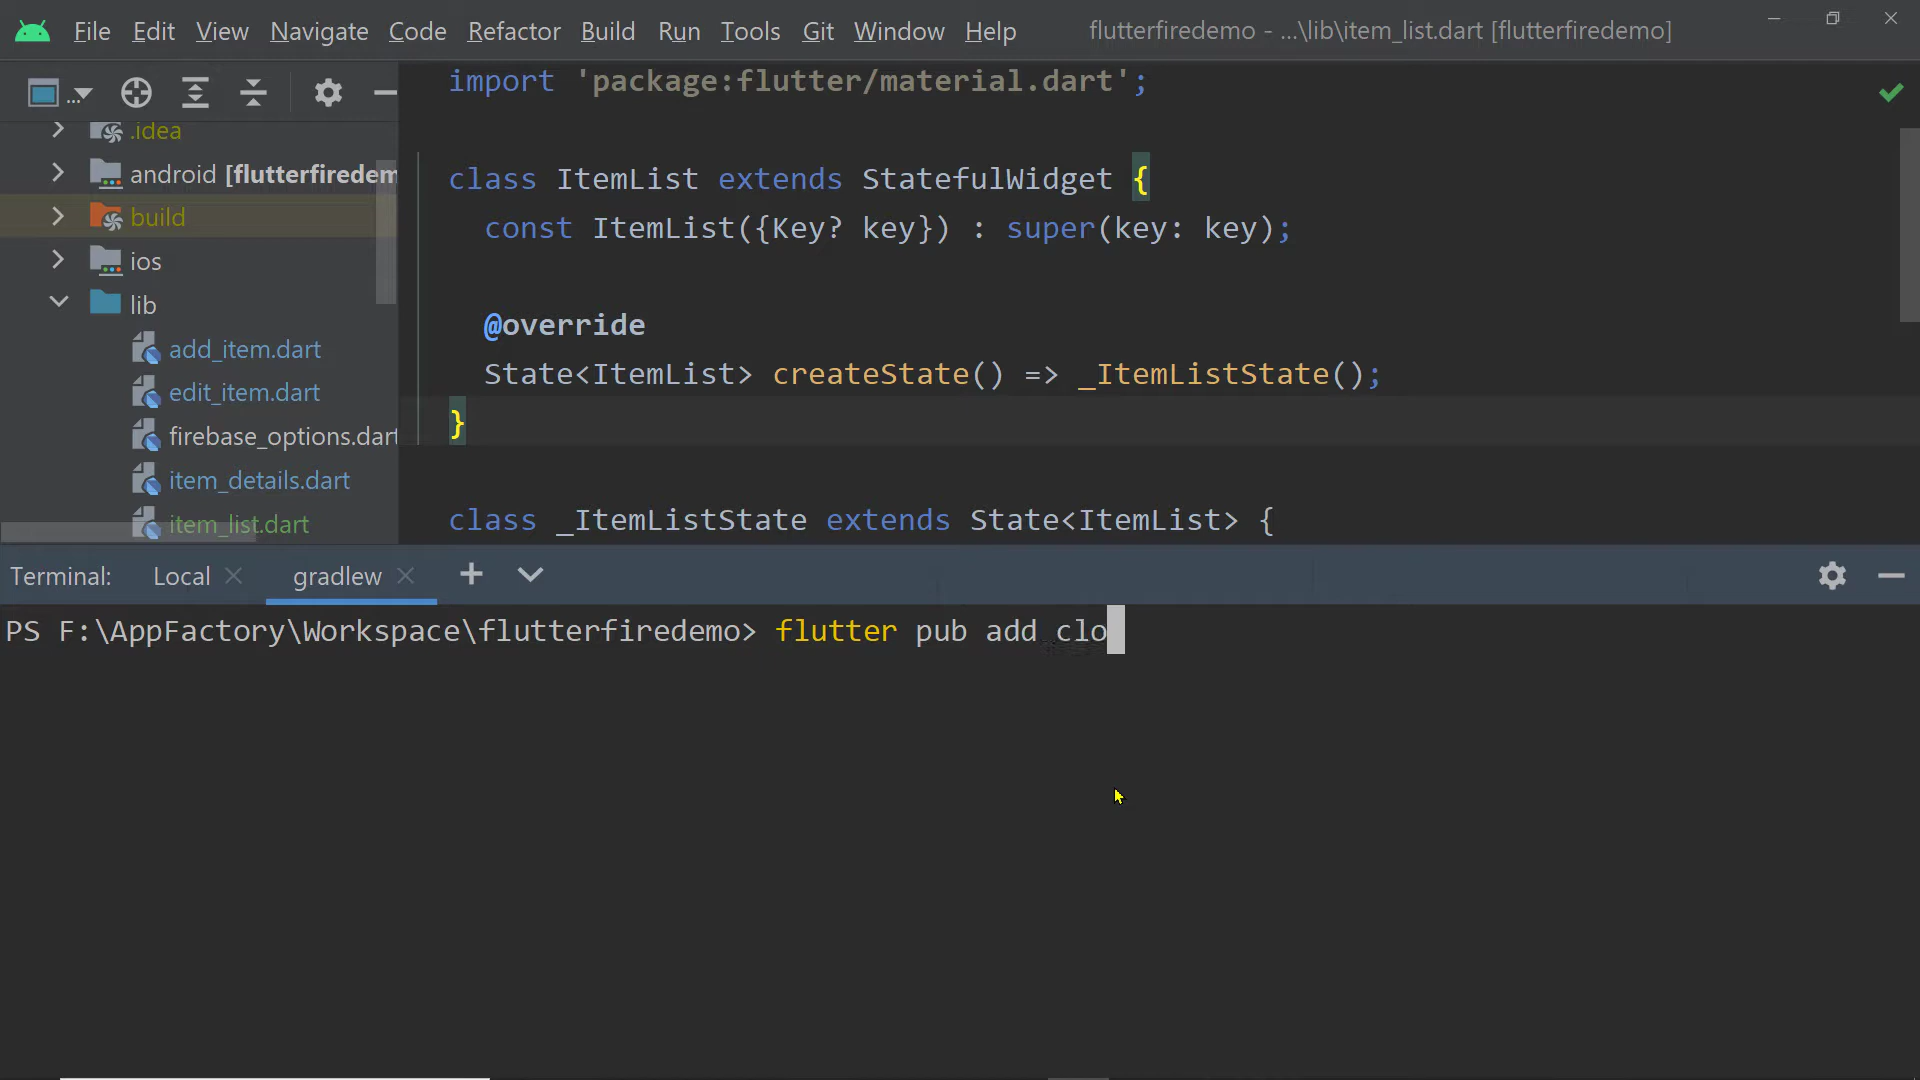 File Edit View Navigate Code Refactor Build Run Tools Git Window Help flutterfiredemo - ...\lib\item_list.dart [flutterfiredemo]
...
.idea
android [flutterfiredem
build
ios
lib
add_item.dart
edit_item.dart
firebase_options.dart
item_details.dart
item_list.dart
import 'package:flutter/material.dart';
class ItemList extends StatefulWidget {
const ItemList({Key? key}) : super(key: key);
@override
State<ItemList> createState() => _ItemListState();
}
class _ItemListState extends State<ItemList> {
Terminal: Local gradlew
PS F:\AppFactory\Workspace\flutterfiredemo> flutter pub add clo